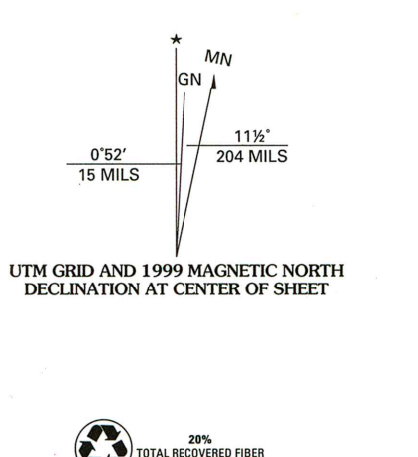 ★
MN
GN
0°52′
15 MILS
11½°
204 MILS
UTM GRID AND 1999 MAGNETIC NORTH
DECLINATION AT CENTER OF SHEET
20%
TOTAL RECOVERED FIBER